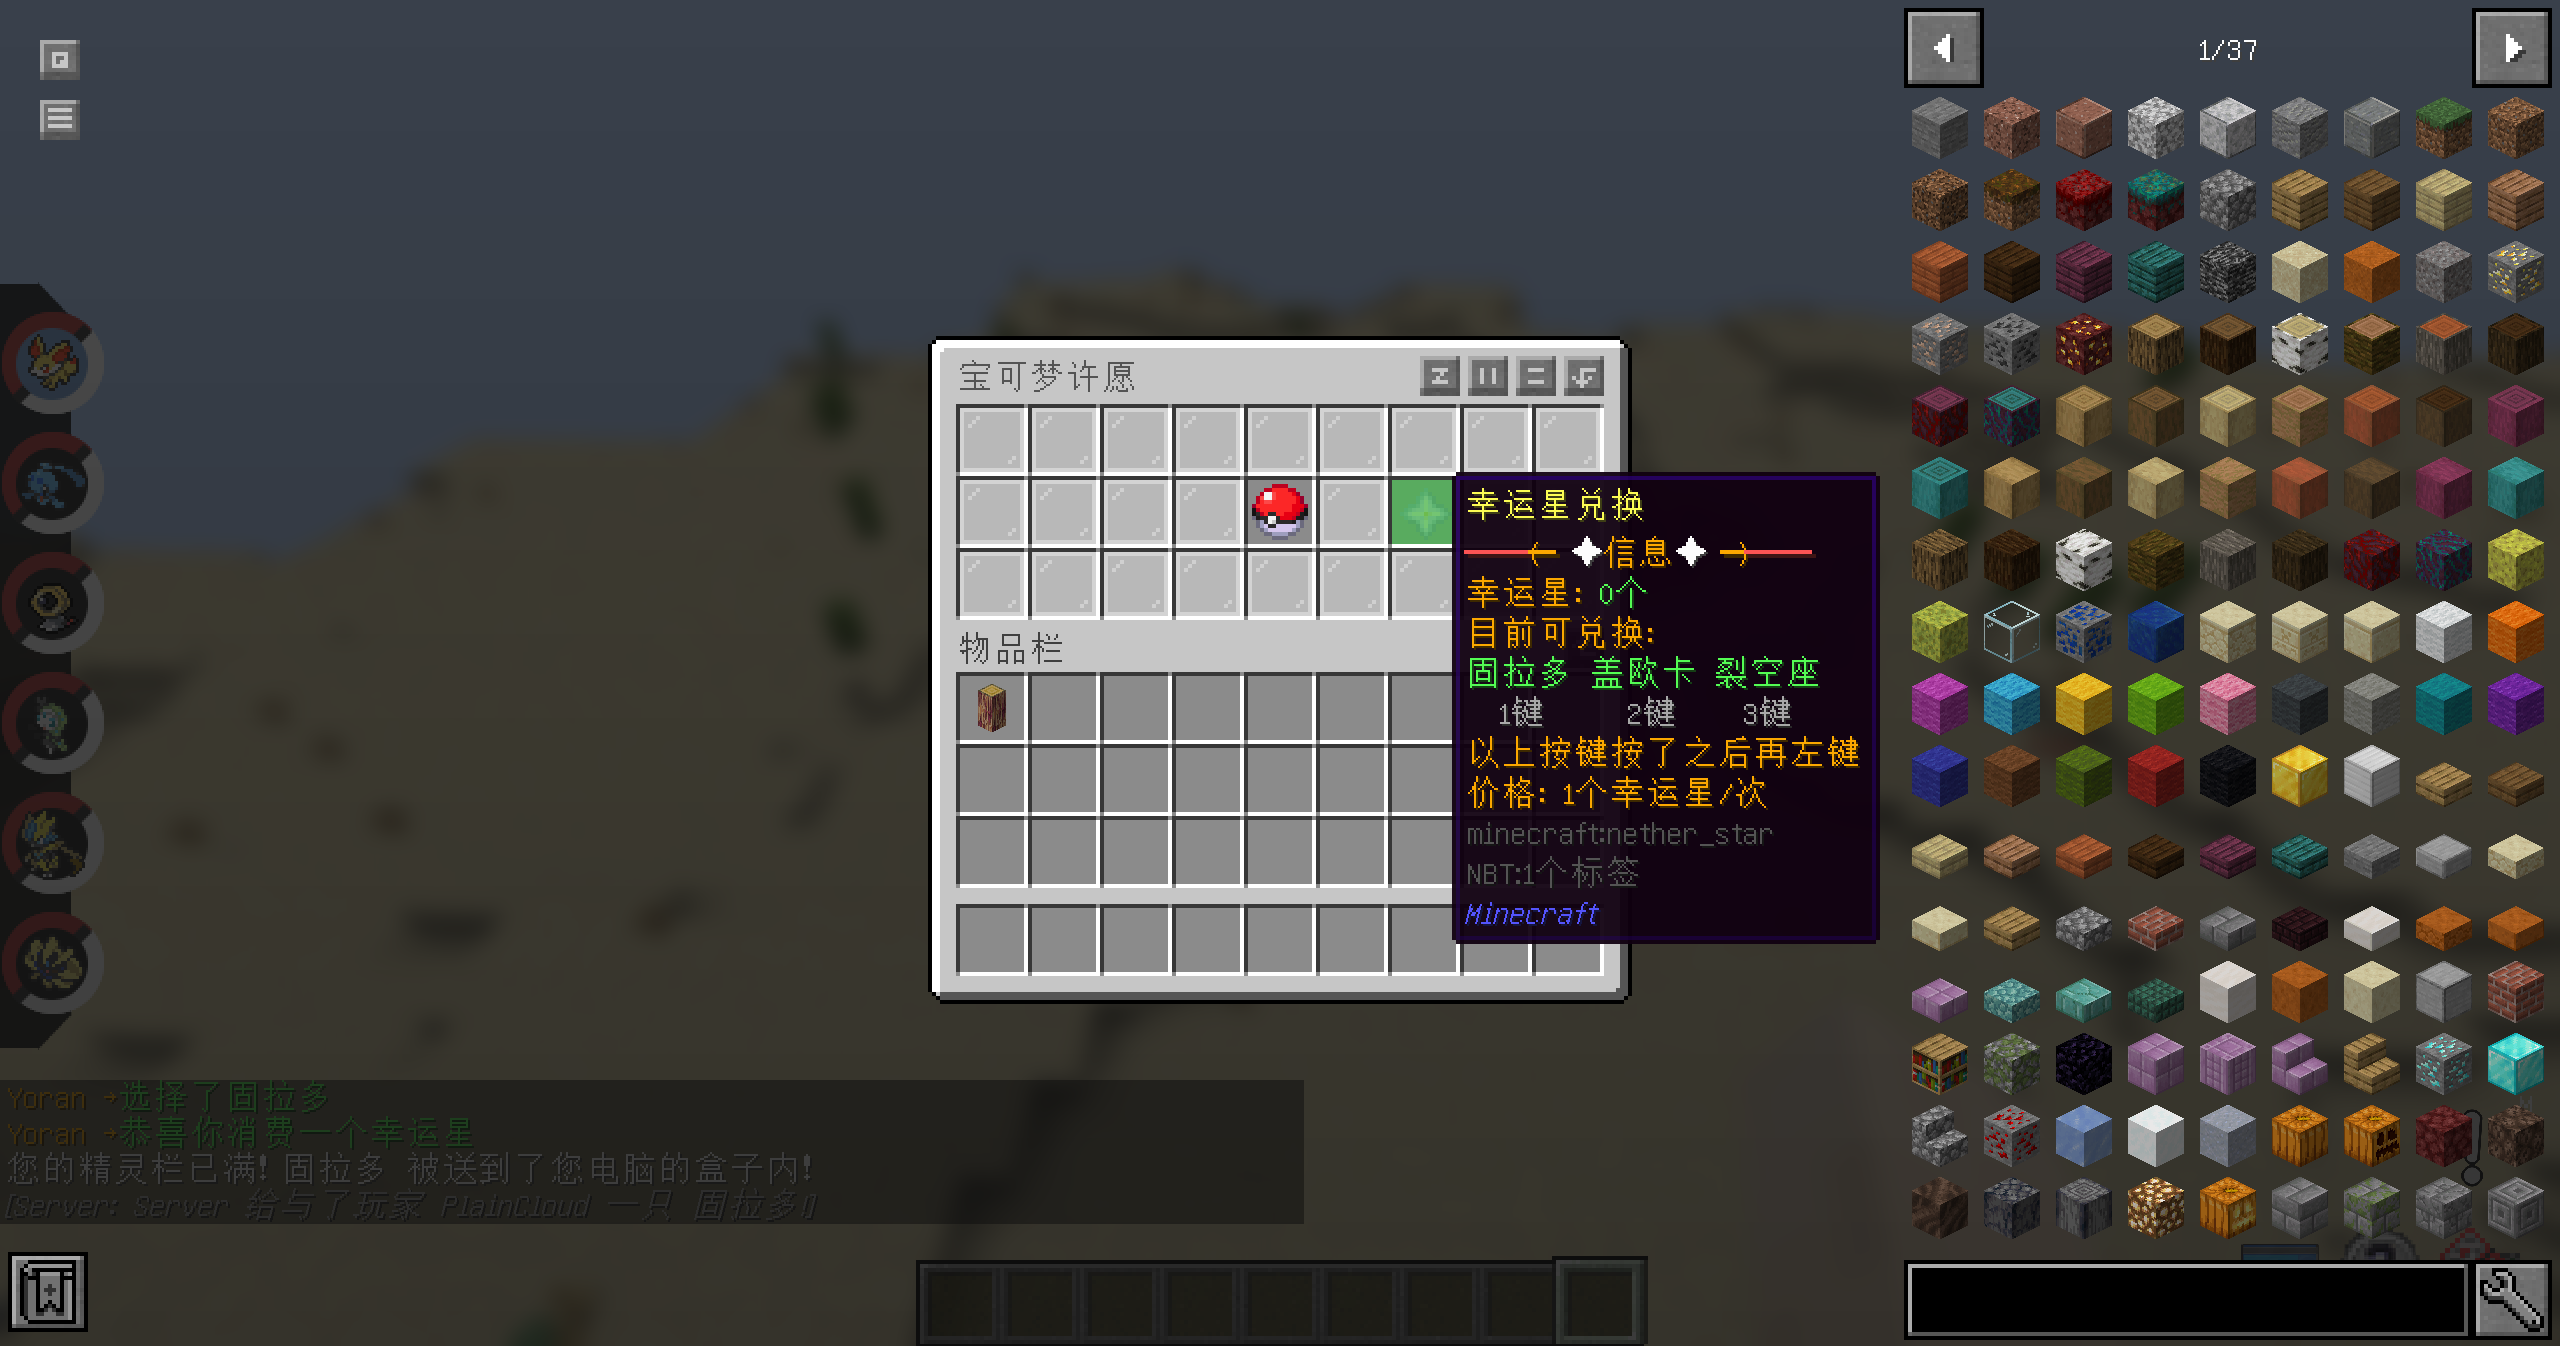 1/37
宝可梦许愿
幸运星兑换
信息
幸运星: 0个
目前可兑换:
固拉多 盖欧卡 裂空座
1键 2键 3键
以上按键按了之后再左键
价格: 1个幸运星/次
minecraft:nether_star
NBT:1个标签
Minecraft
物品栏
Yoran →选择了固拉多
Yoran →恭喜你消费一个幸运星
您的精灵栏已满! 固拉多 被送到了您电脑的盒子内!
[Server: Server 给与了玩家 PlainCloud 一只 固拉多!]